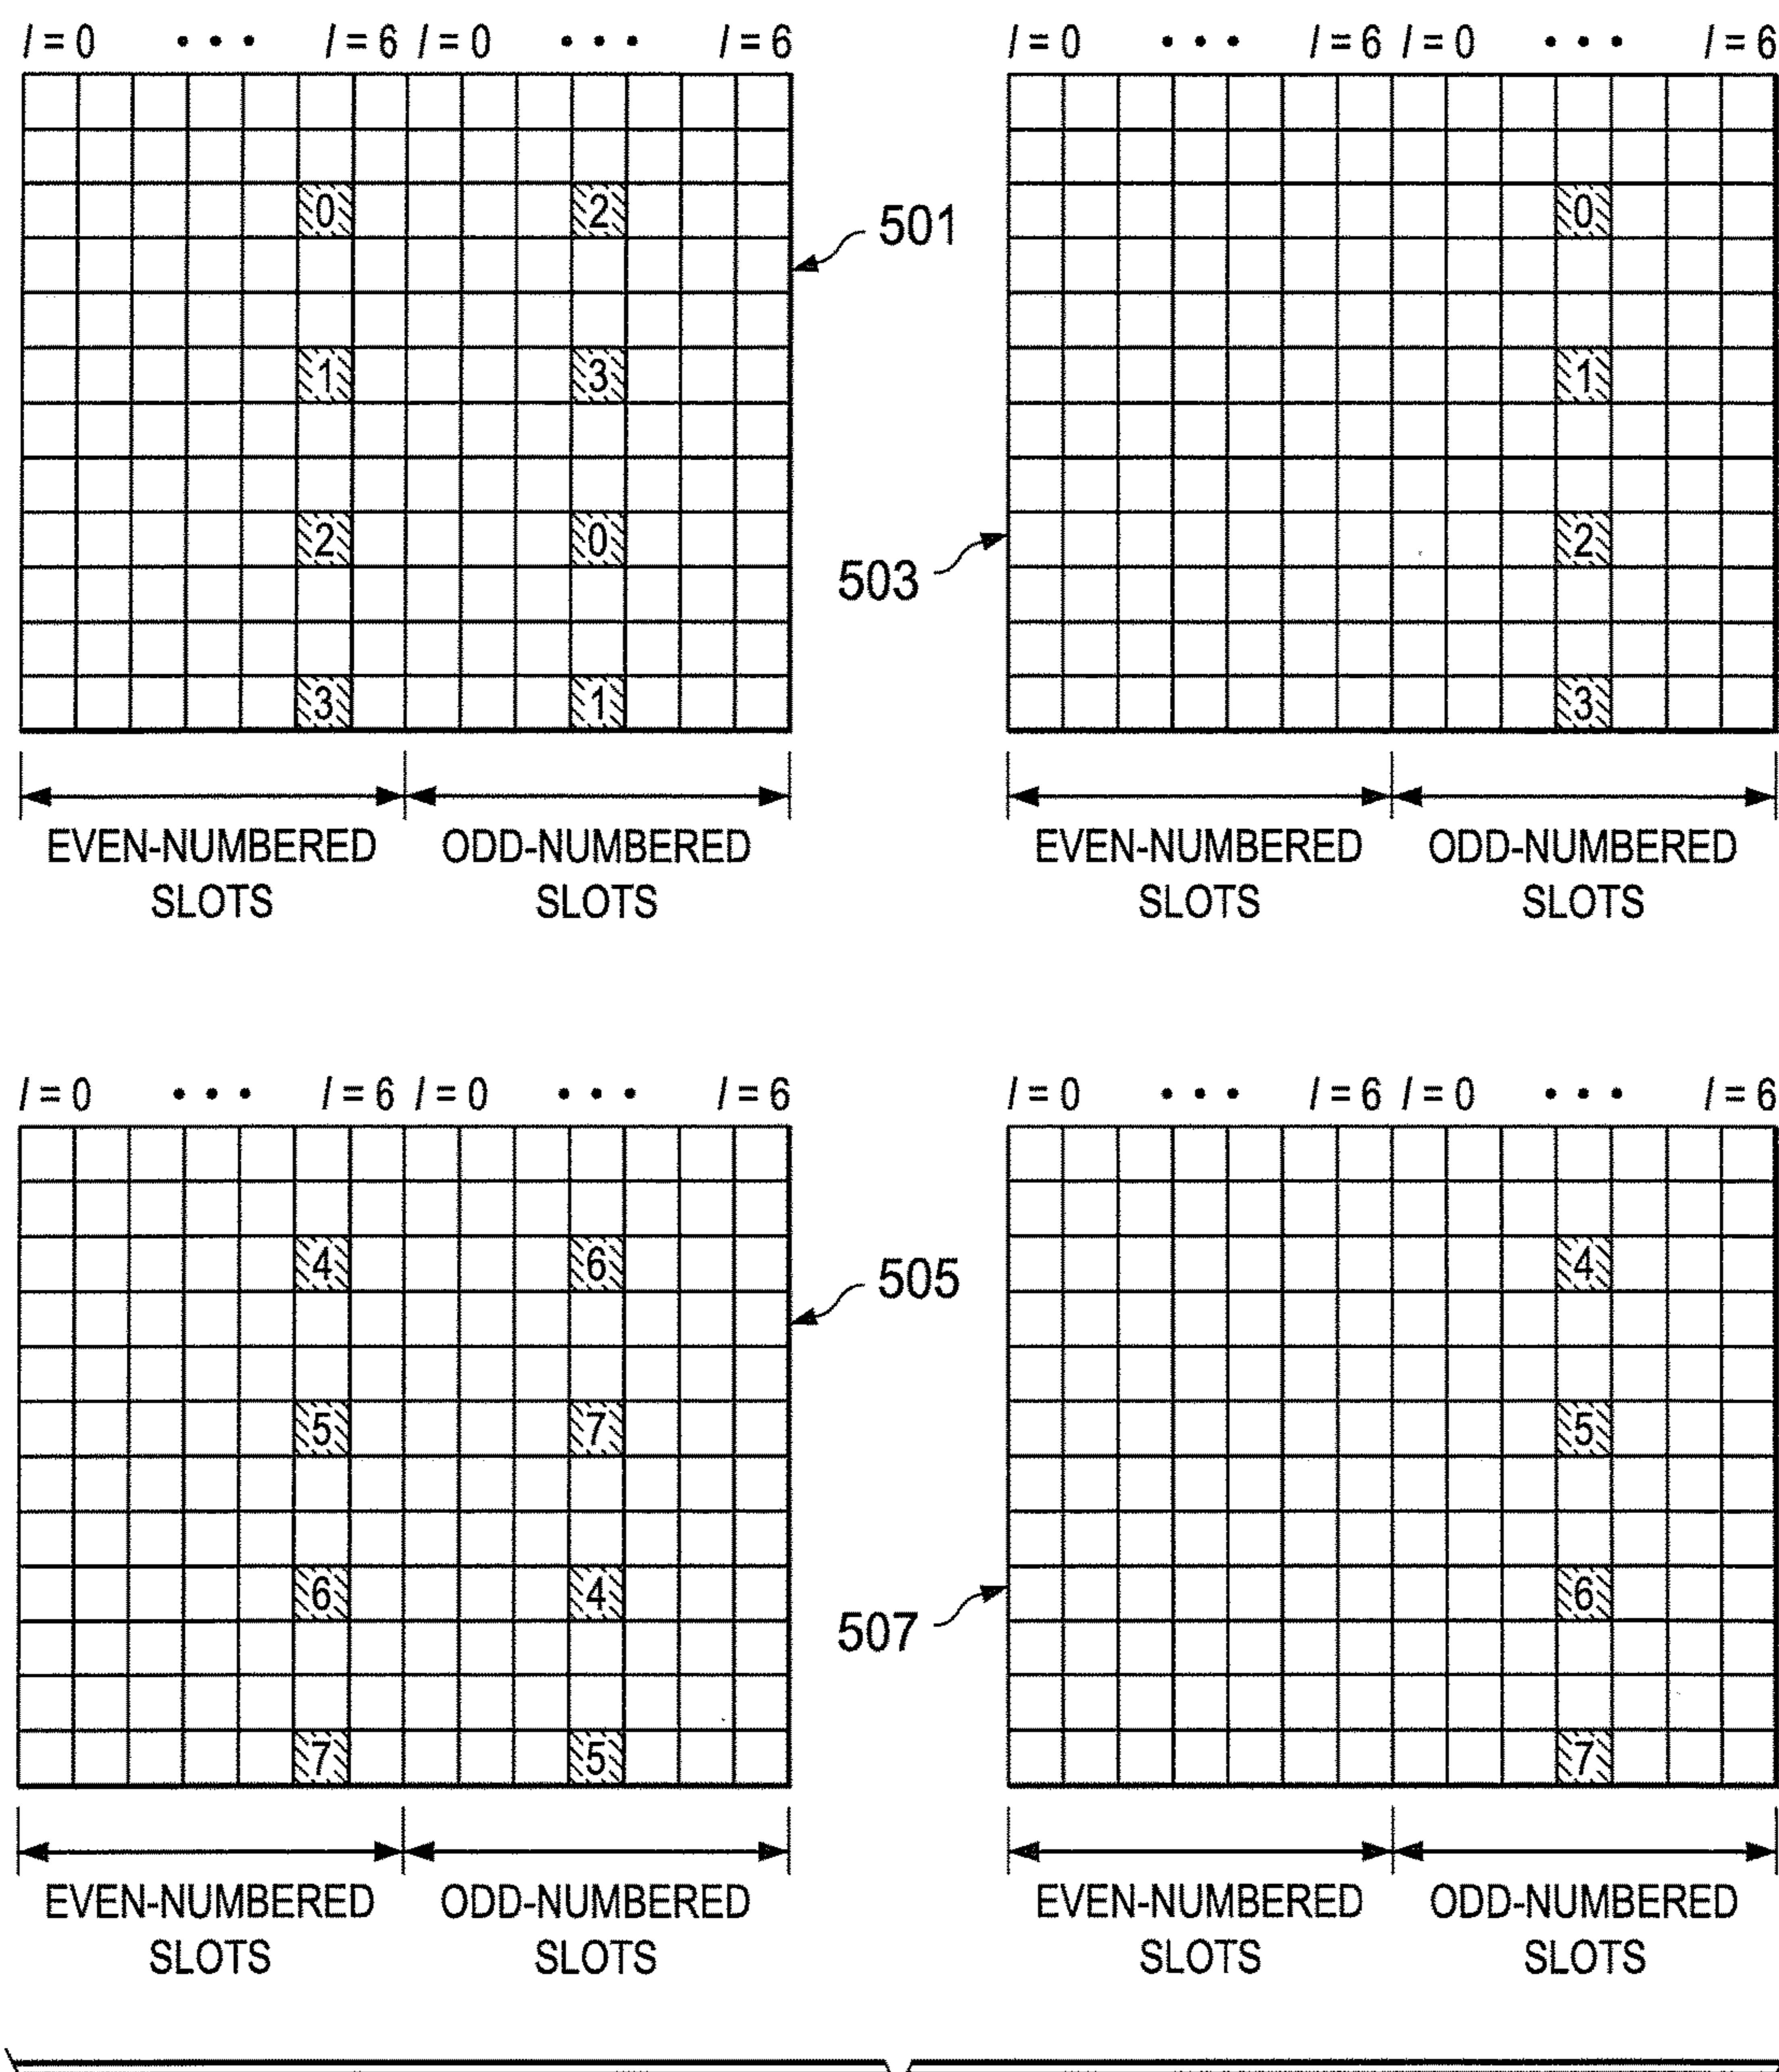 l = 0 • • • l = 6 l = 0 • • • l = 6
l = 0 • • • l = 6 l = 0 • • • l = 6
0 2
0
501
1 3
1
2 0
2
503
3 1
3
EVEN-NUMBERED SLOTS
ODD-NUMBERED SLOTS
EVEN-NUMBERED SLOTS
ODD-NUMBERED SLOTS
l = 0 • • • l = 6 l = 0 • • • l = 6
l = 0 • • • l = 6 l = 0 • • • l = 6
4 6
4
505
5 7
5
6 4
6
507
7 5
7
EVEN-NUMBERED SLOTS
ODD-NUMBERED SLOTS
EVEN-NUMBERED SLOTS
ODD-NUMBERED SLOTS